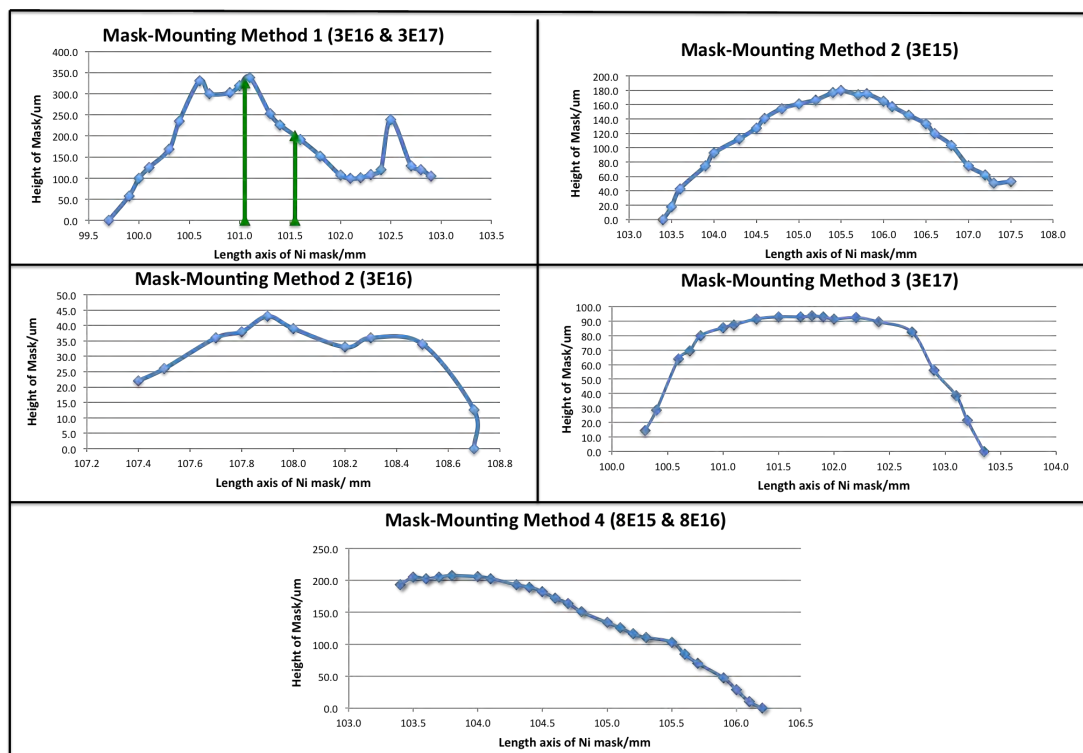 Mask-Mounting Method 1 (3E16 & 3E17)
Height of Mask/um
400.0
350.0
300.0
250.0
200.0
150.0
100.0
50.0
0.0
99.5 100.0 100.5 101.0 101.5 102.0 102.5 103.0 103.5
Length axis of Ni mask/mm
Mask-Mounting Method 2 (3E15)
Height of Mask/um
200.0
180.0
160.0
140.0
120.0
100.0
80.0
60.0
40.0
20.0
0.0
103.0 103.5 104.0 104.5 105.0 105.5 106.0 106.5 107.0 107.5 108.0
Length axis of Ni mask/mm
Mask-Mounting Method 2 (3E16)
Height of Mask/um
50.0
45.0
40.0
35.0
30.0
25.0
20.0
15.0
10.0
5.0
0.0
107.2 107.4 107.6 107.8 108.0 108.2 108.4 108.6 108.8
Length axis of Ni mask/ mm
Mask-Mounting Method 3 (3E17)
Height of Mask/um
100.0
90.0
80.0
70.0
60.0
50.0
40.0
30.0
20.0
10.0
0.0
100.0 100.5 101.0 101.5 102.0 102.5 103.0 103.5 104.0
Length axis of Ni mask/mm
Mask-Mounting Method 4 (8E15 & 8E16)
Height of Mask/um
250.0
200.0
150.0
100.0
50.0
0.0
103.0 103.5 104.0 104.5 105.0 105.5 106.0 106.5
Length axis of Ni mask/mm